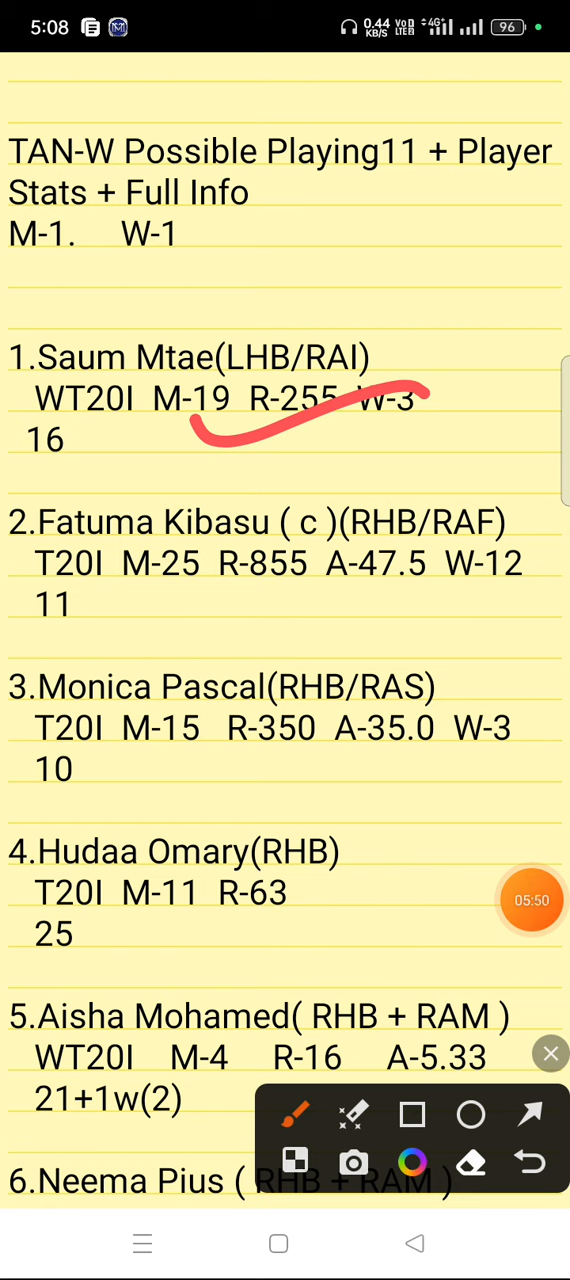 5:08 0.44 KB/S Vo LTE 2 4G+ 96
TAN-W Possible Playing11 + Player
Stats + Full Info
M-1. W-1
1.Saum Mtae(LHB/RAI)
WT20I M-19 R-255 W-3
16
2.Fatuma Kibasu ( c )(RHB/RAF)
T20I M-25 R-855 A-47.5 W-12
11
3.Monica Pascal(RHB/RAS)
T20I M-15 R-350 A-35.0 W-3
10
4.Hudaa Omary(RHB)
T20I M-11 R-63
05:50
25
5.Aisha Mohamed( RHB + RAM )
WT20I M-4 R-16 A-5.33
21+1w(2)
6.Neema Pius ( RHB + RAM )